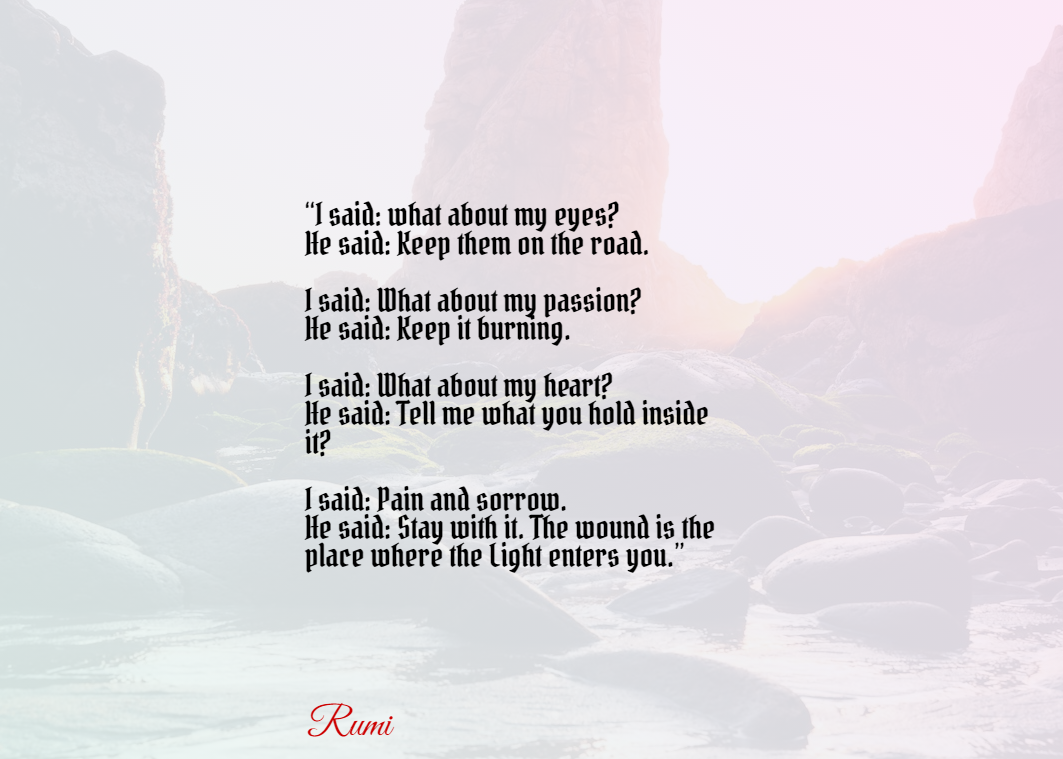 “I said: what about my eyes?
He said: Keep them on the road.
I said: What about my passion?
He said: Keep it burning.
I said: What about my heart?
He said: Tell me what you hold inside
it?
I said: Pain and sorrow.
He said: Stay with it. The wound is the
place where the Light enters you.”
Rumi